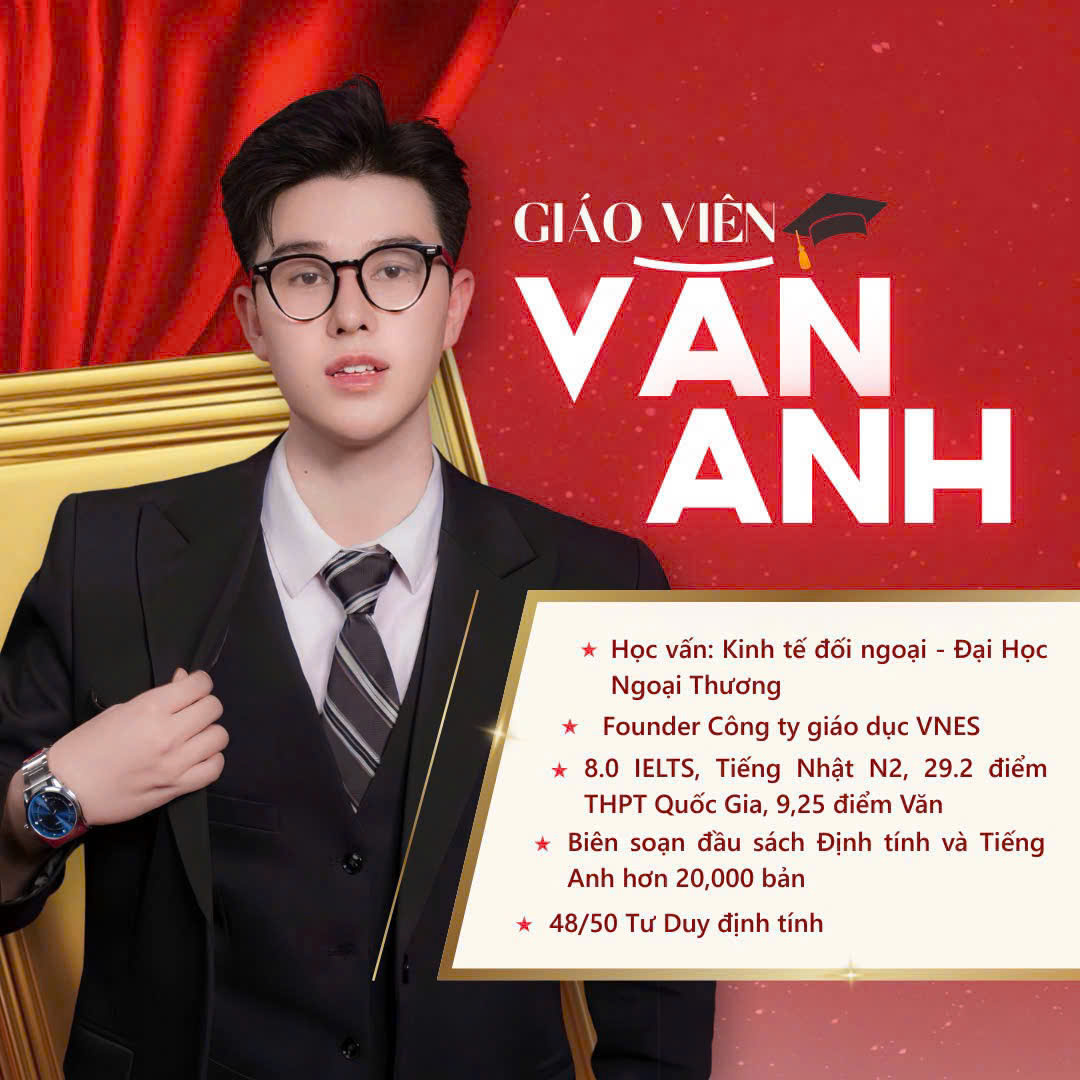 GIÁO VIÊN
VĂN
ANH
Học vấn: Kinh tế đối ngoại - Đại Học
Ngoại Thương
Founder Công ty giáo dục VNES
8.0 IELTS, Tiếng Nhật N2, 29.2 điểm
THPT Quốc Gia, 9,25 điểm Văn
Biên soạn đầu sách Định tính và Tiếng
Anh hơn 20,000 bản
48/50 Tư Duy định tính